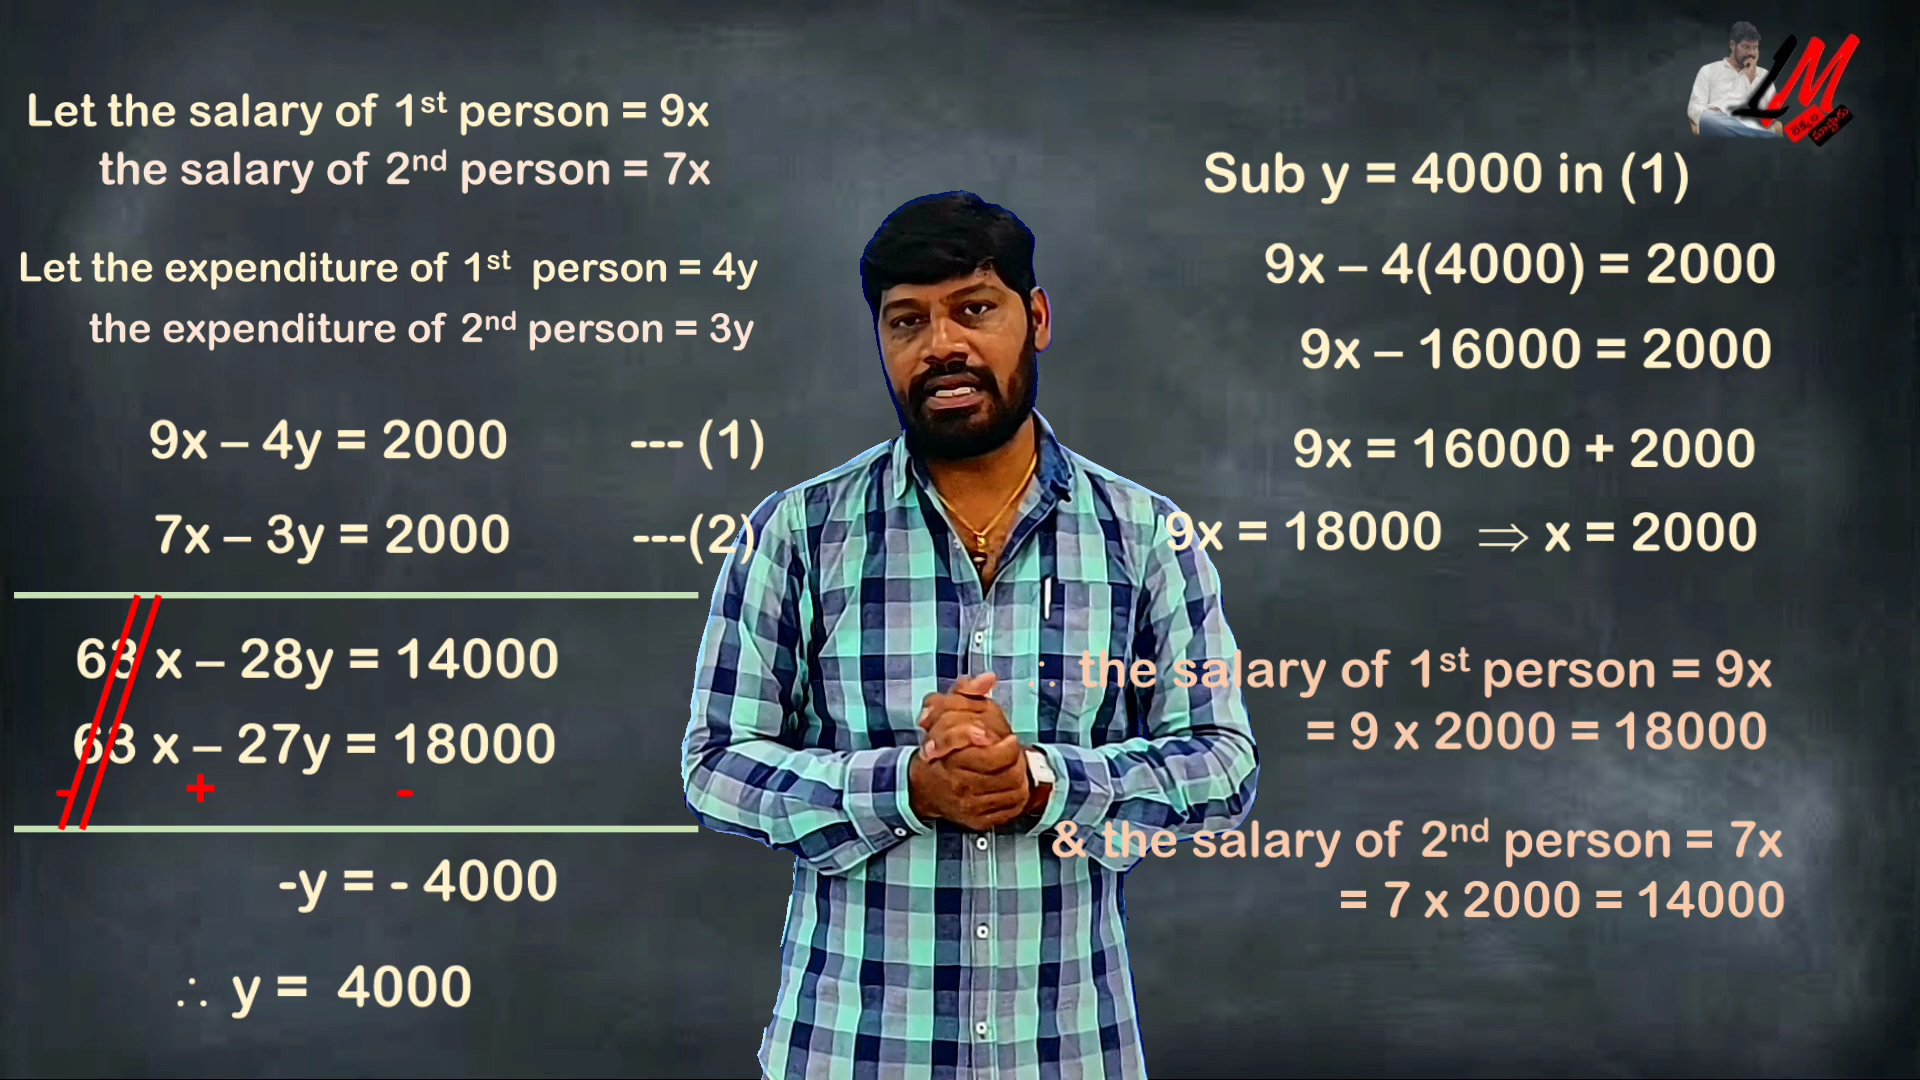 Let the salary of 1st person = 9x
the salary of 2nd person = 7x
Let the expenditure of 1st person = 4y
the expenditure of 2nd person = 3y
9x – 4y = 2000 --- (1)
7x – 3y = 2000 ---(2)
63 x – 28y = 14000
63 x – 27y = 18000
- + -
-y = - 4000
∴ y = 4000
LM
లెక్కల
మాస్టారు
Sub y = 4000 in (1)
9x – 4(4000) = 2000
9x – 16000 = 2000
9x = 16000 + 2000
9x = 18000 ⇒ x = 2000
∴ the salary of 1st person = 9x
= 9 x 2000 = 18000
& the salary of 2nd person = 7x
= 7 x 2000 = 14000